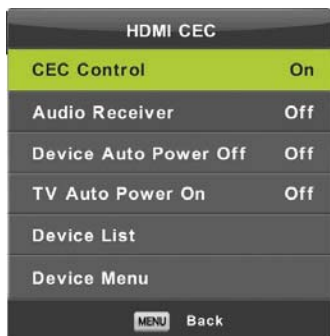 HDMI CEC
CEC Control On
Audio Receiver Off
Device Auto Power Off Off
TV Auto Power On Off
Device List
Device Menu
MENU Back